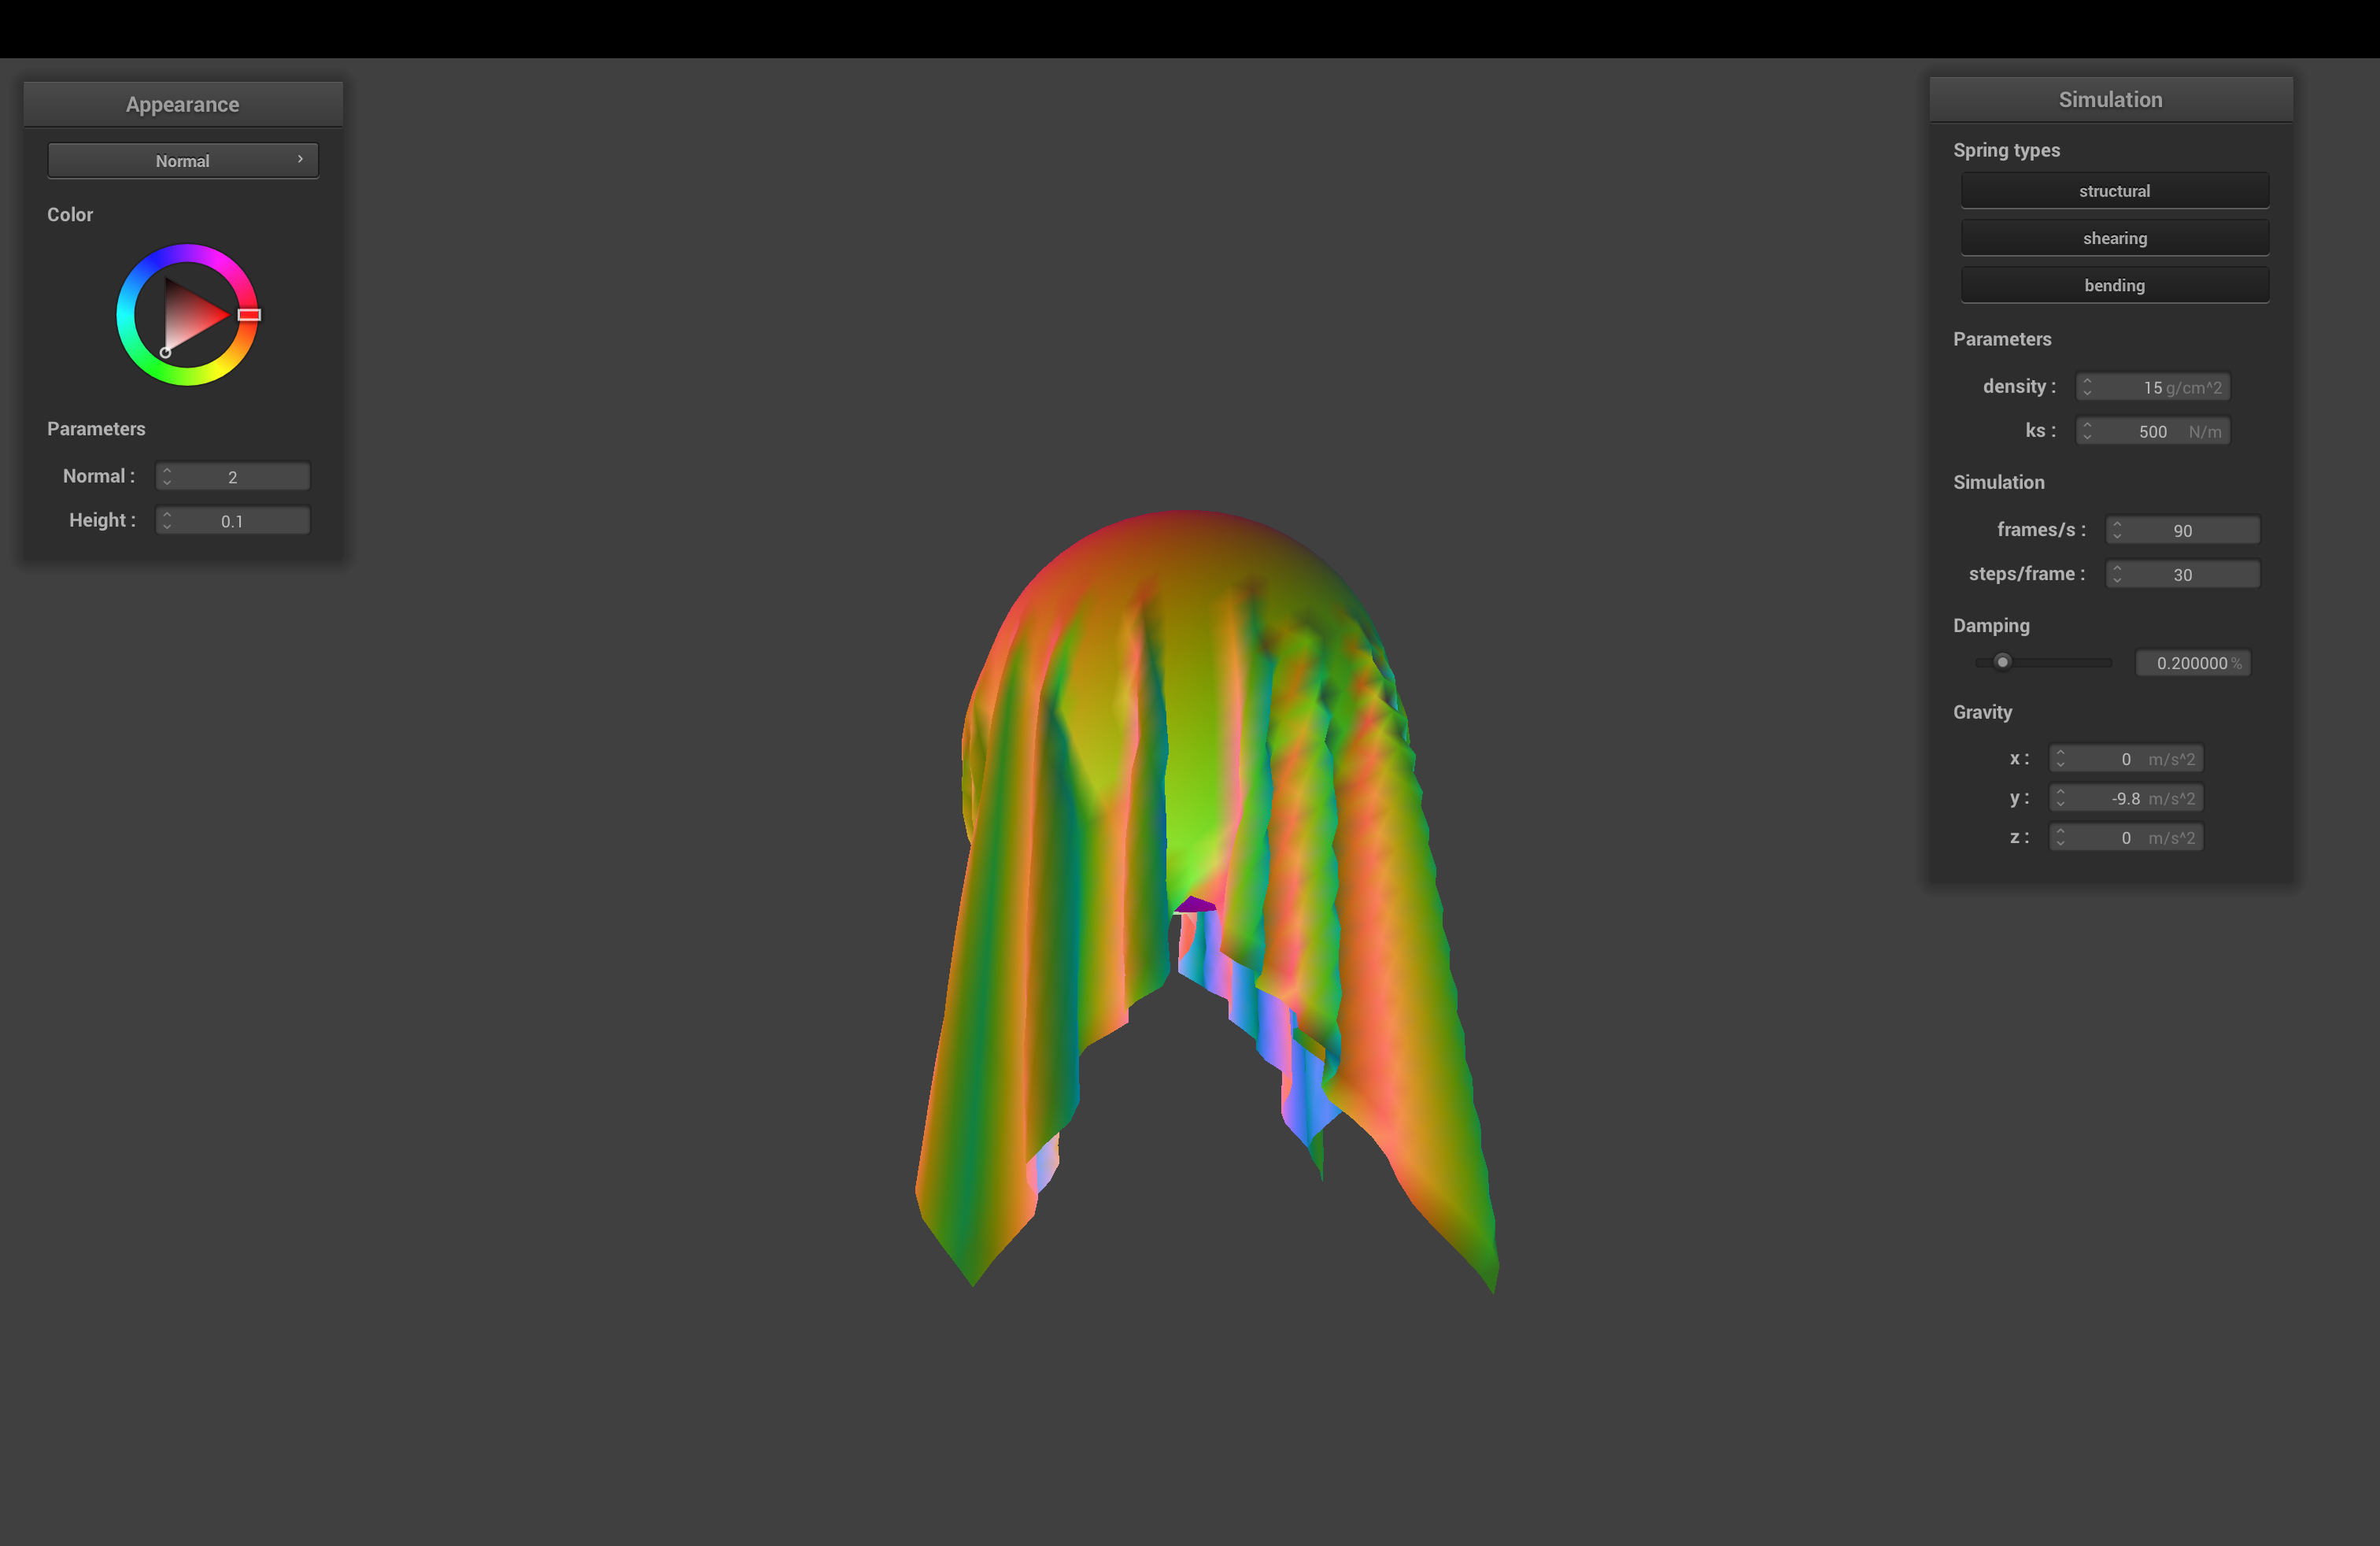 Appearance
Normal
Color
Parameters
Normal : 2
Height : 0.1
Simulation
Spring types
structural
shearing
bending
Parameters
density : 15 g/cm^2
ks : 500 N/m
Simulation
frames/s : 90
steps/frame : 30
Damping
0.200000 %
Gravity
x : 0 m/s^2
y : -9.8 m/s^2
z : 0 m/s^2